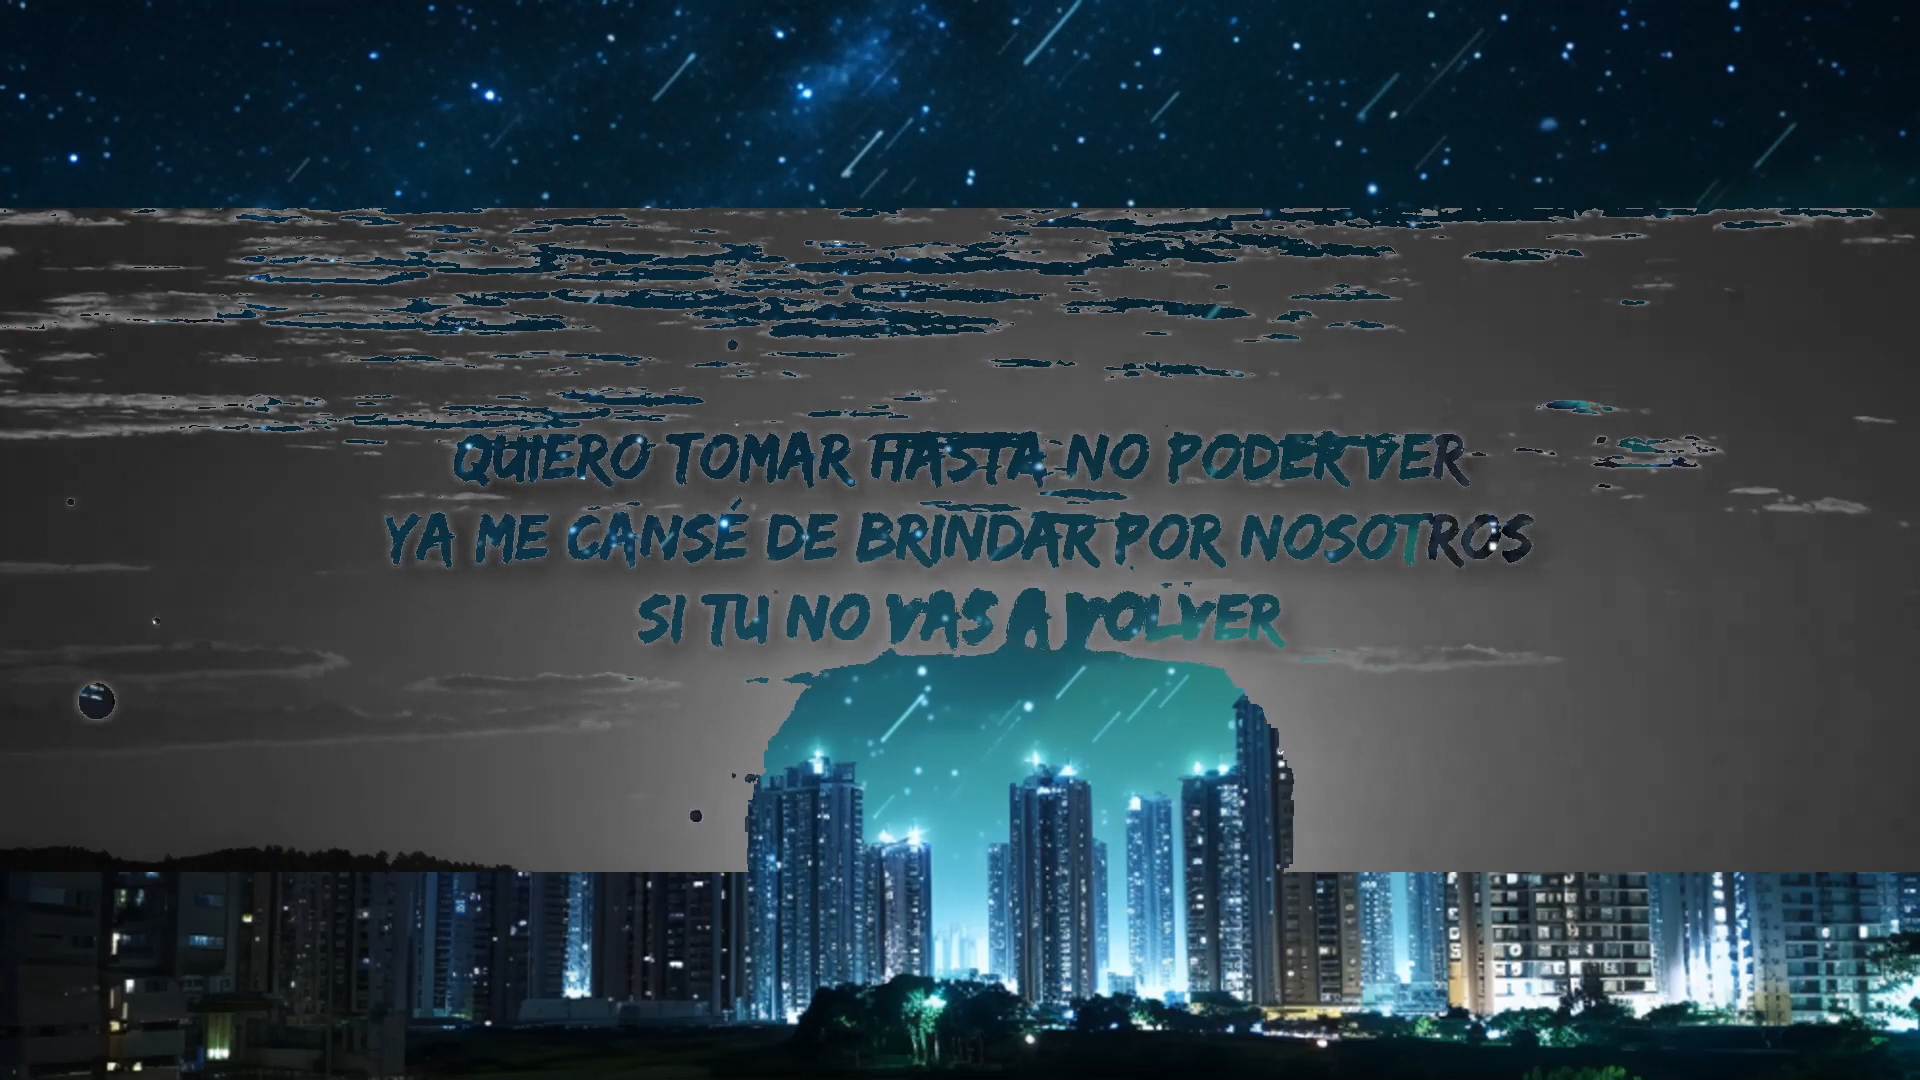 QUIERO TOMAR HASTA NO PODER VER
YA ME CANSÉ DE BRINDAR POR NOSOTROS
SI TU NO VAS A VOLVER